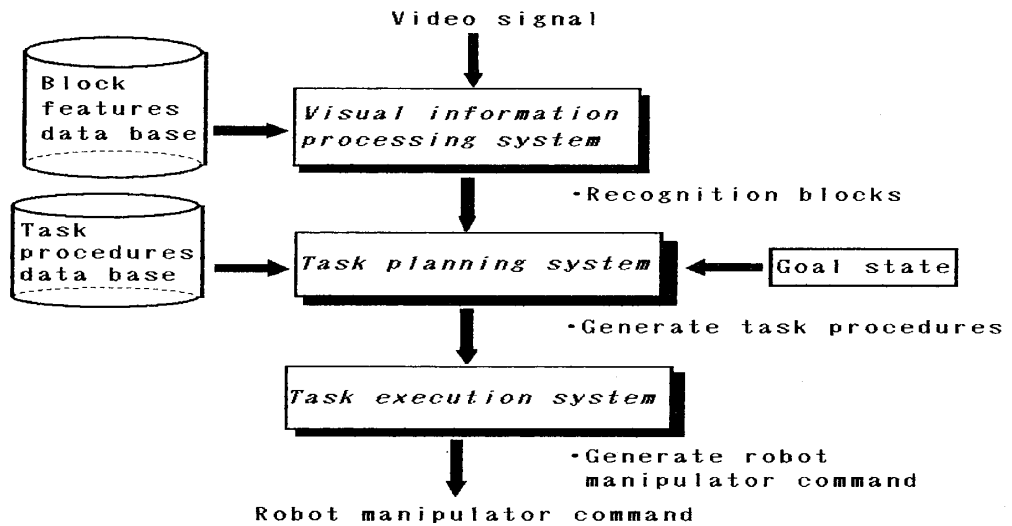 Video signal
Block
features
data base
Visual information
processing system
・Recognition blocks
Task
procedures
data base
Task planning system
Goal state
・Generate task procedures
Task execution system
・Generate robot
manipulator command
Robot manipulator command